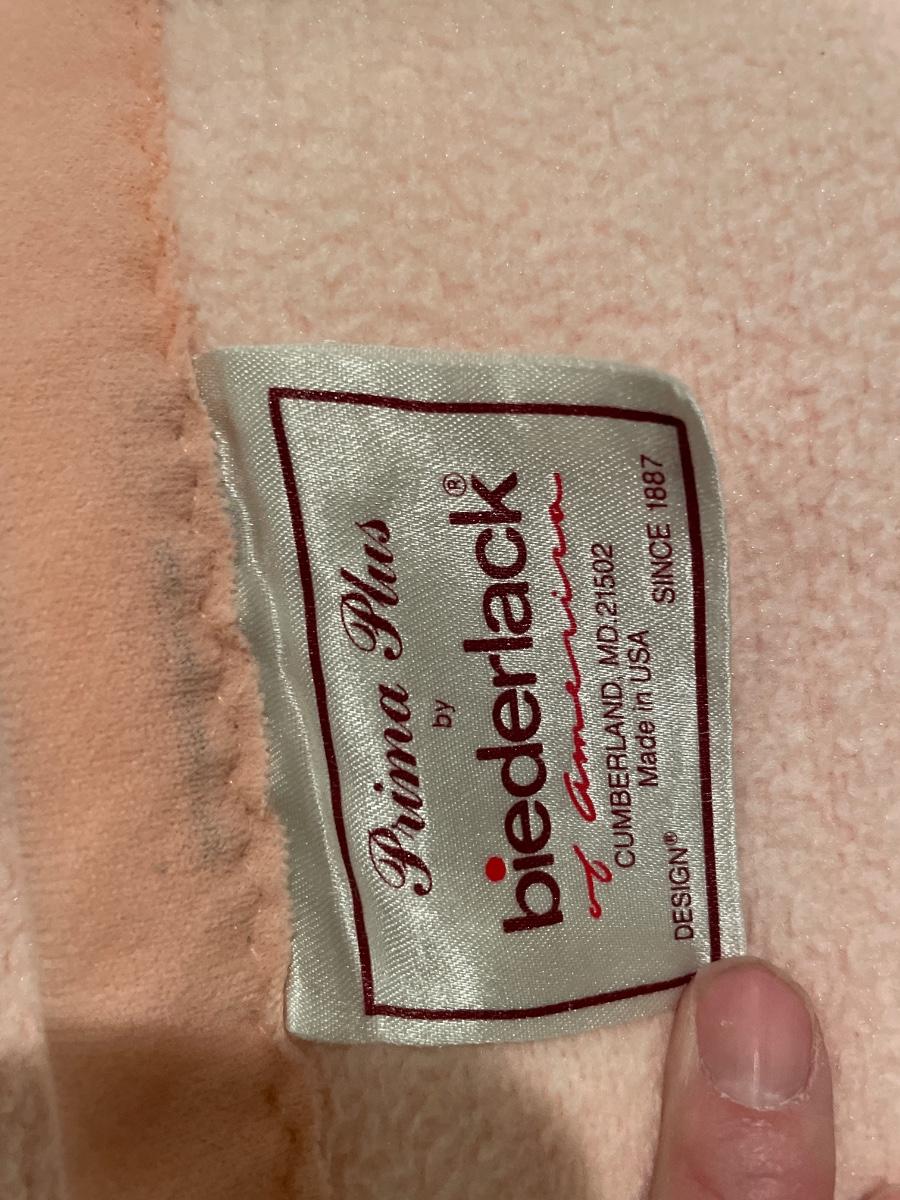 Prima Plus
by
biederlack®
of america
CUMBERLAND MD.21502
Made in USA
DESIGN® SINCE 1887